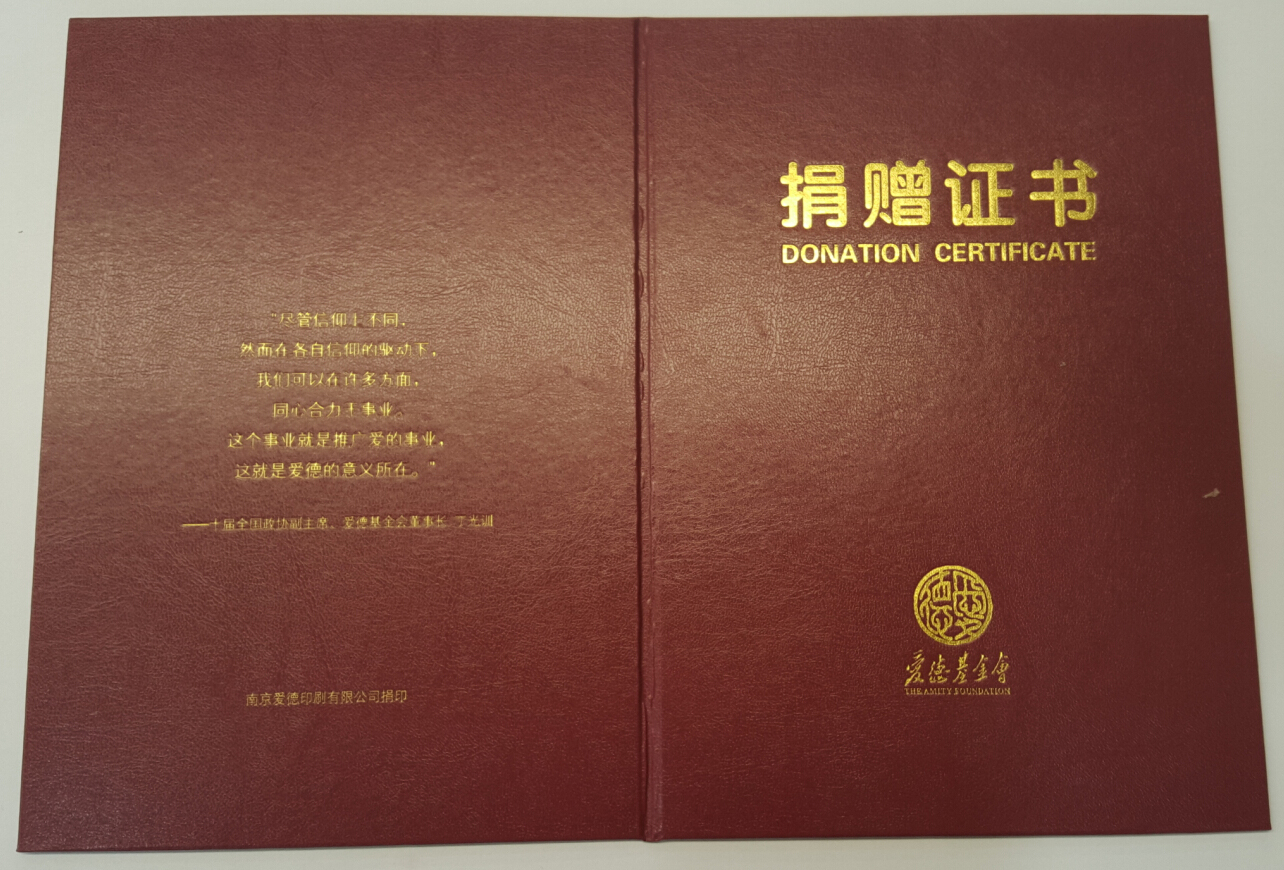 捐赠证书
DONATION CERTIFICATE
爱德
爱德基金會
THE AMITY FOUNDATION
"尽管信仰上不同，
然而在各自信仰的驱动下，
我们可以在许多方面，
同心合力于事业。
这个事业就是推广爱的事业，
这就是爱德的意义所在。"
——十届全国政协副主席、爱德基金会董事长 丁光训
南京爱德印刷有限公司捐印